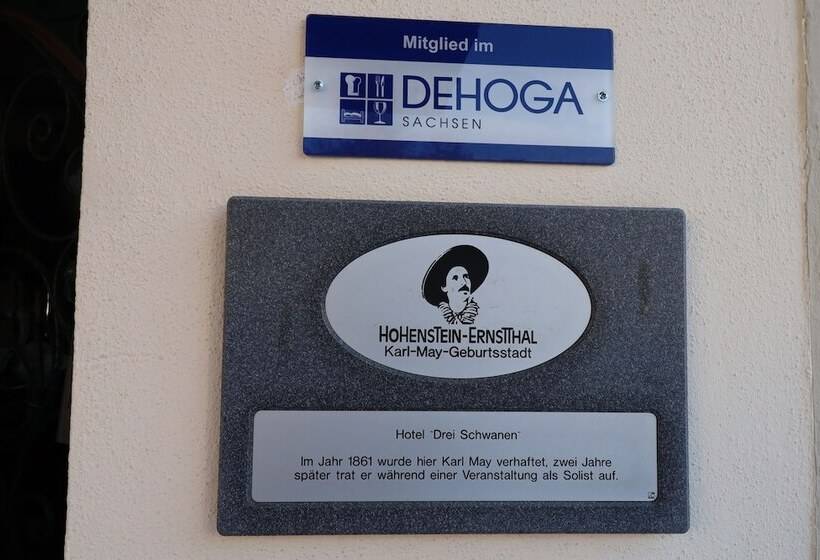 Mitglied im
DEHOGA
SACHSEN
HOHENSTEIN-ERNSTTHAL
Karl-May-Geburtsstadt
Hotel "Drei Schwanen"
Im Jahr 1861 wurde hier Karl May verhaftet, zwei Jahre
später trat er während einer Veranstaltung als Solist auf.